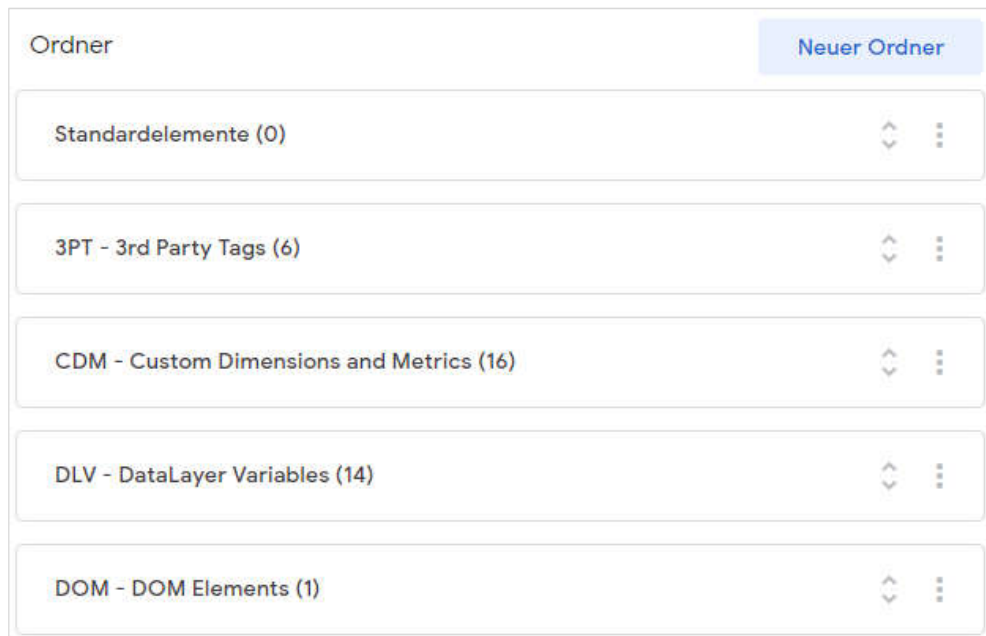 Ordner
Neuer Ordner
Standardelemente (0)
3PT - 3rd Party Tags (6)
CDM - Custom Dimensions and Metrics (16)
DLV - DataLayer Variables (14)
DOM - DOM Elements (1)